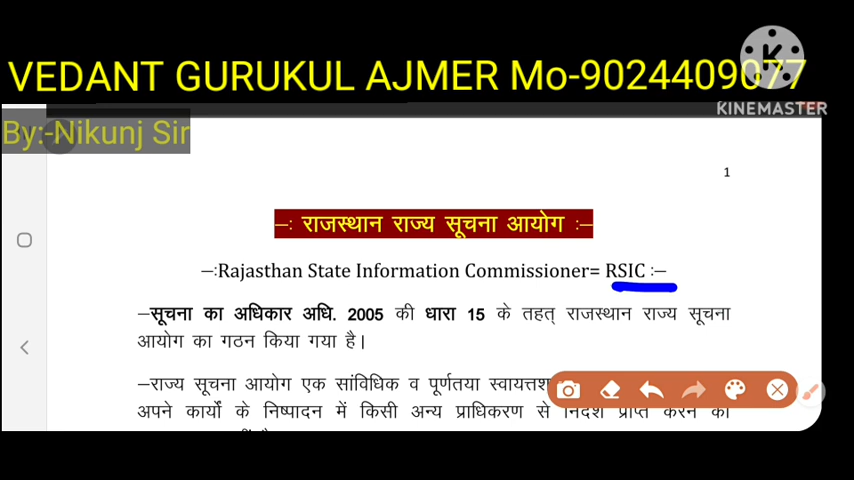 VEDANT GURUKUL AJMER Mo-9024409077
KINEMASTER
By:-Nikunj Sir
1
–: राजस्थान राज्य सूचना आयोग :–
–:Rajasthan State Information Commissioner= RSIC :–
–सूचना का अधिकार अधि. 2005 की धारा 15 के तहत् राजस्थान राज्य सूचना
आयोग का गठन किया गया है।
–राज्य सूचना आयोग एक सांविधिक व पूर्णतया
अपने कार्यों के निष्पादन में किसी अन्य प्राधिकरण से निर्देश प्राप्त करने की